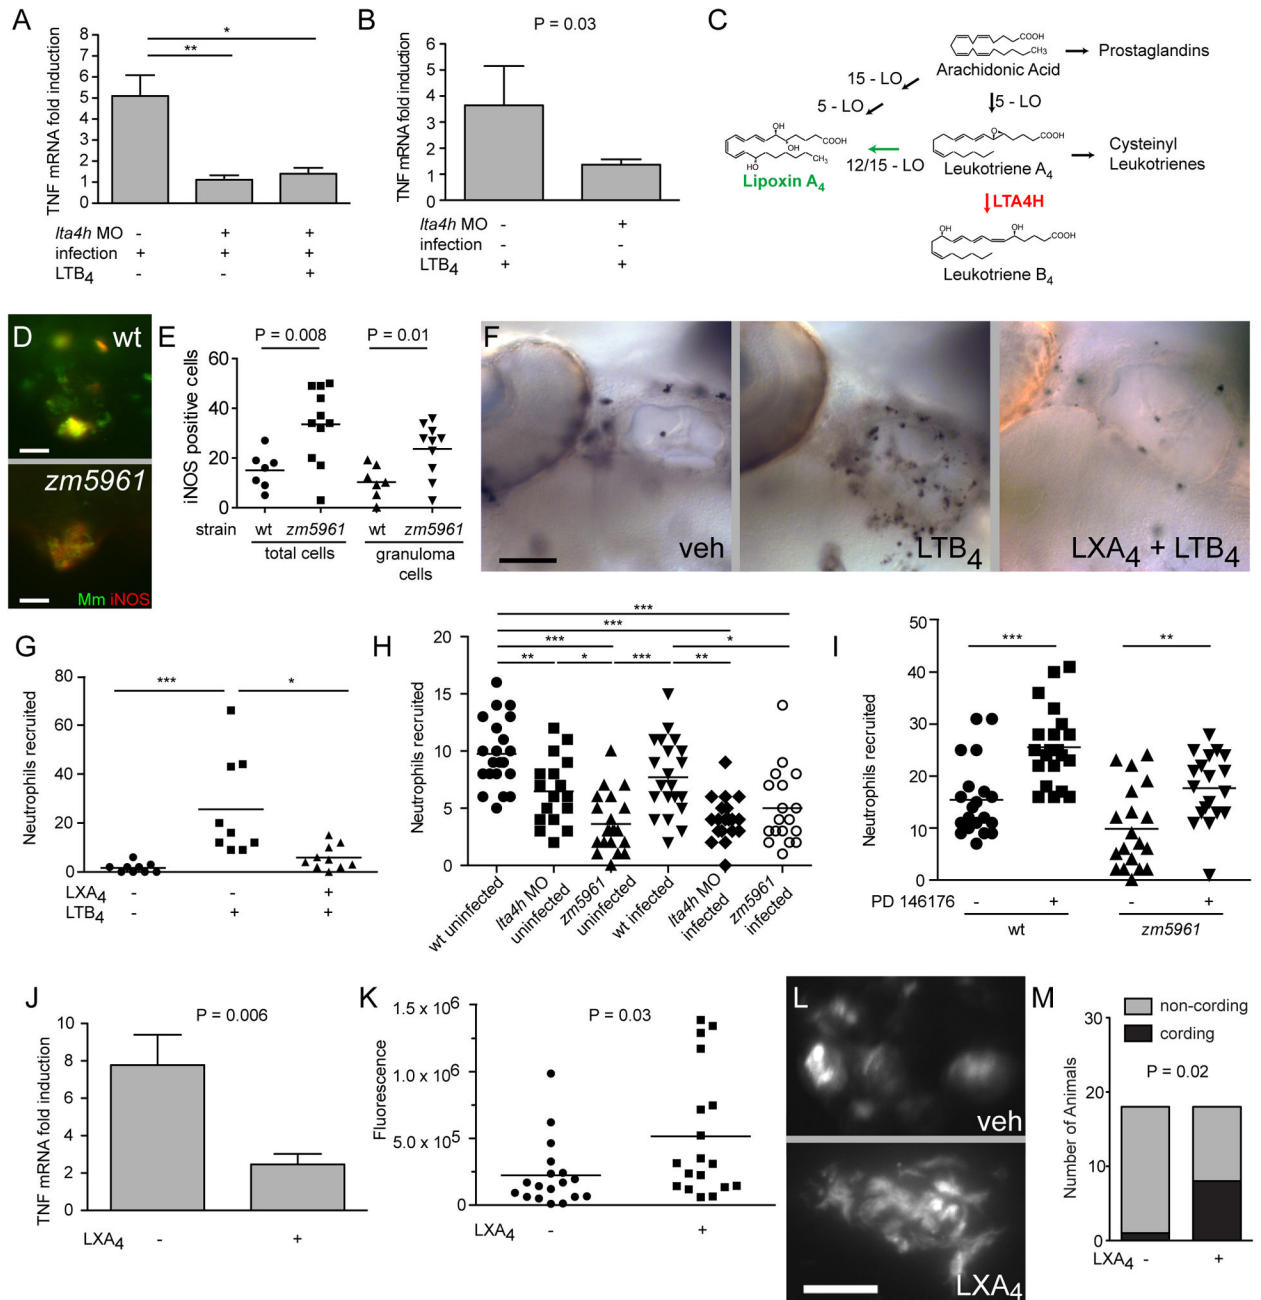 A
TNF mRNA fold induction
8
7
6
5
4
3
2
1
0
*
**
lta4h MO - + +
infection + + +
LTB4 - - +
B
P = 0.03
TNF mRNA fold induction
6
5
4
3
2
1
0
lta4h MO - +
infection - -
LTB4 + +
C
COOH
CH3
Arachidonic Acid
Prostaglandins
15 - LO
5 - LO
5 - LO
OH
COOH
OH
CH3
HO
Lipoxin A4
12/15 - LO
O
COOH
Leukotriene A4
Cysteinyl
Leukotrienes
LTA4H
OH
OH
COOH
Leukotriene B4
D
wt
zm5961
Mm iNOS
E
P = 0.008 P = 0.01
iNOS positive cells
60
40
20
0
strain wt zm5961 wt zm5961
total cells granuloma
cells
F
veh
LTB4
LXA4 + LTB4
G
Neutrophils recruited
80
60
40
20
0
*** *
LXA4 - - +
LTB4 - + +
H
Neutrophils recruited
20
15
10
5
0
***
***
*** *
** * *** **
wt uninfected
lta4h MO
uninfected
zm5961
uninfected
wt infected
lta4h MO
infected
zm5961
infected
I
Neutrophils recruited
50
40
30
20
10
0
*** **
PD 146176 - + - +
wt zm5961
J
P = 0.006
TNF mRNA fold induction
10
8
6
4
2
0
LXA4 - +
K
P = 0.03
Fluorescence
1.5 x 10^6
1.0 x 10^6
5.0 x 10^5
0
LXA4 - +
L
veh
LXA4
M
non-cording
cording
P = 0.02
Number of Animals
30
20
10
0
LXA4 - +